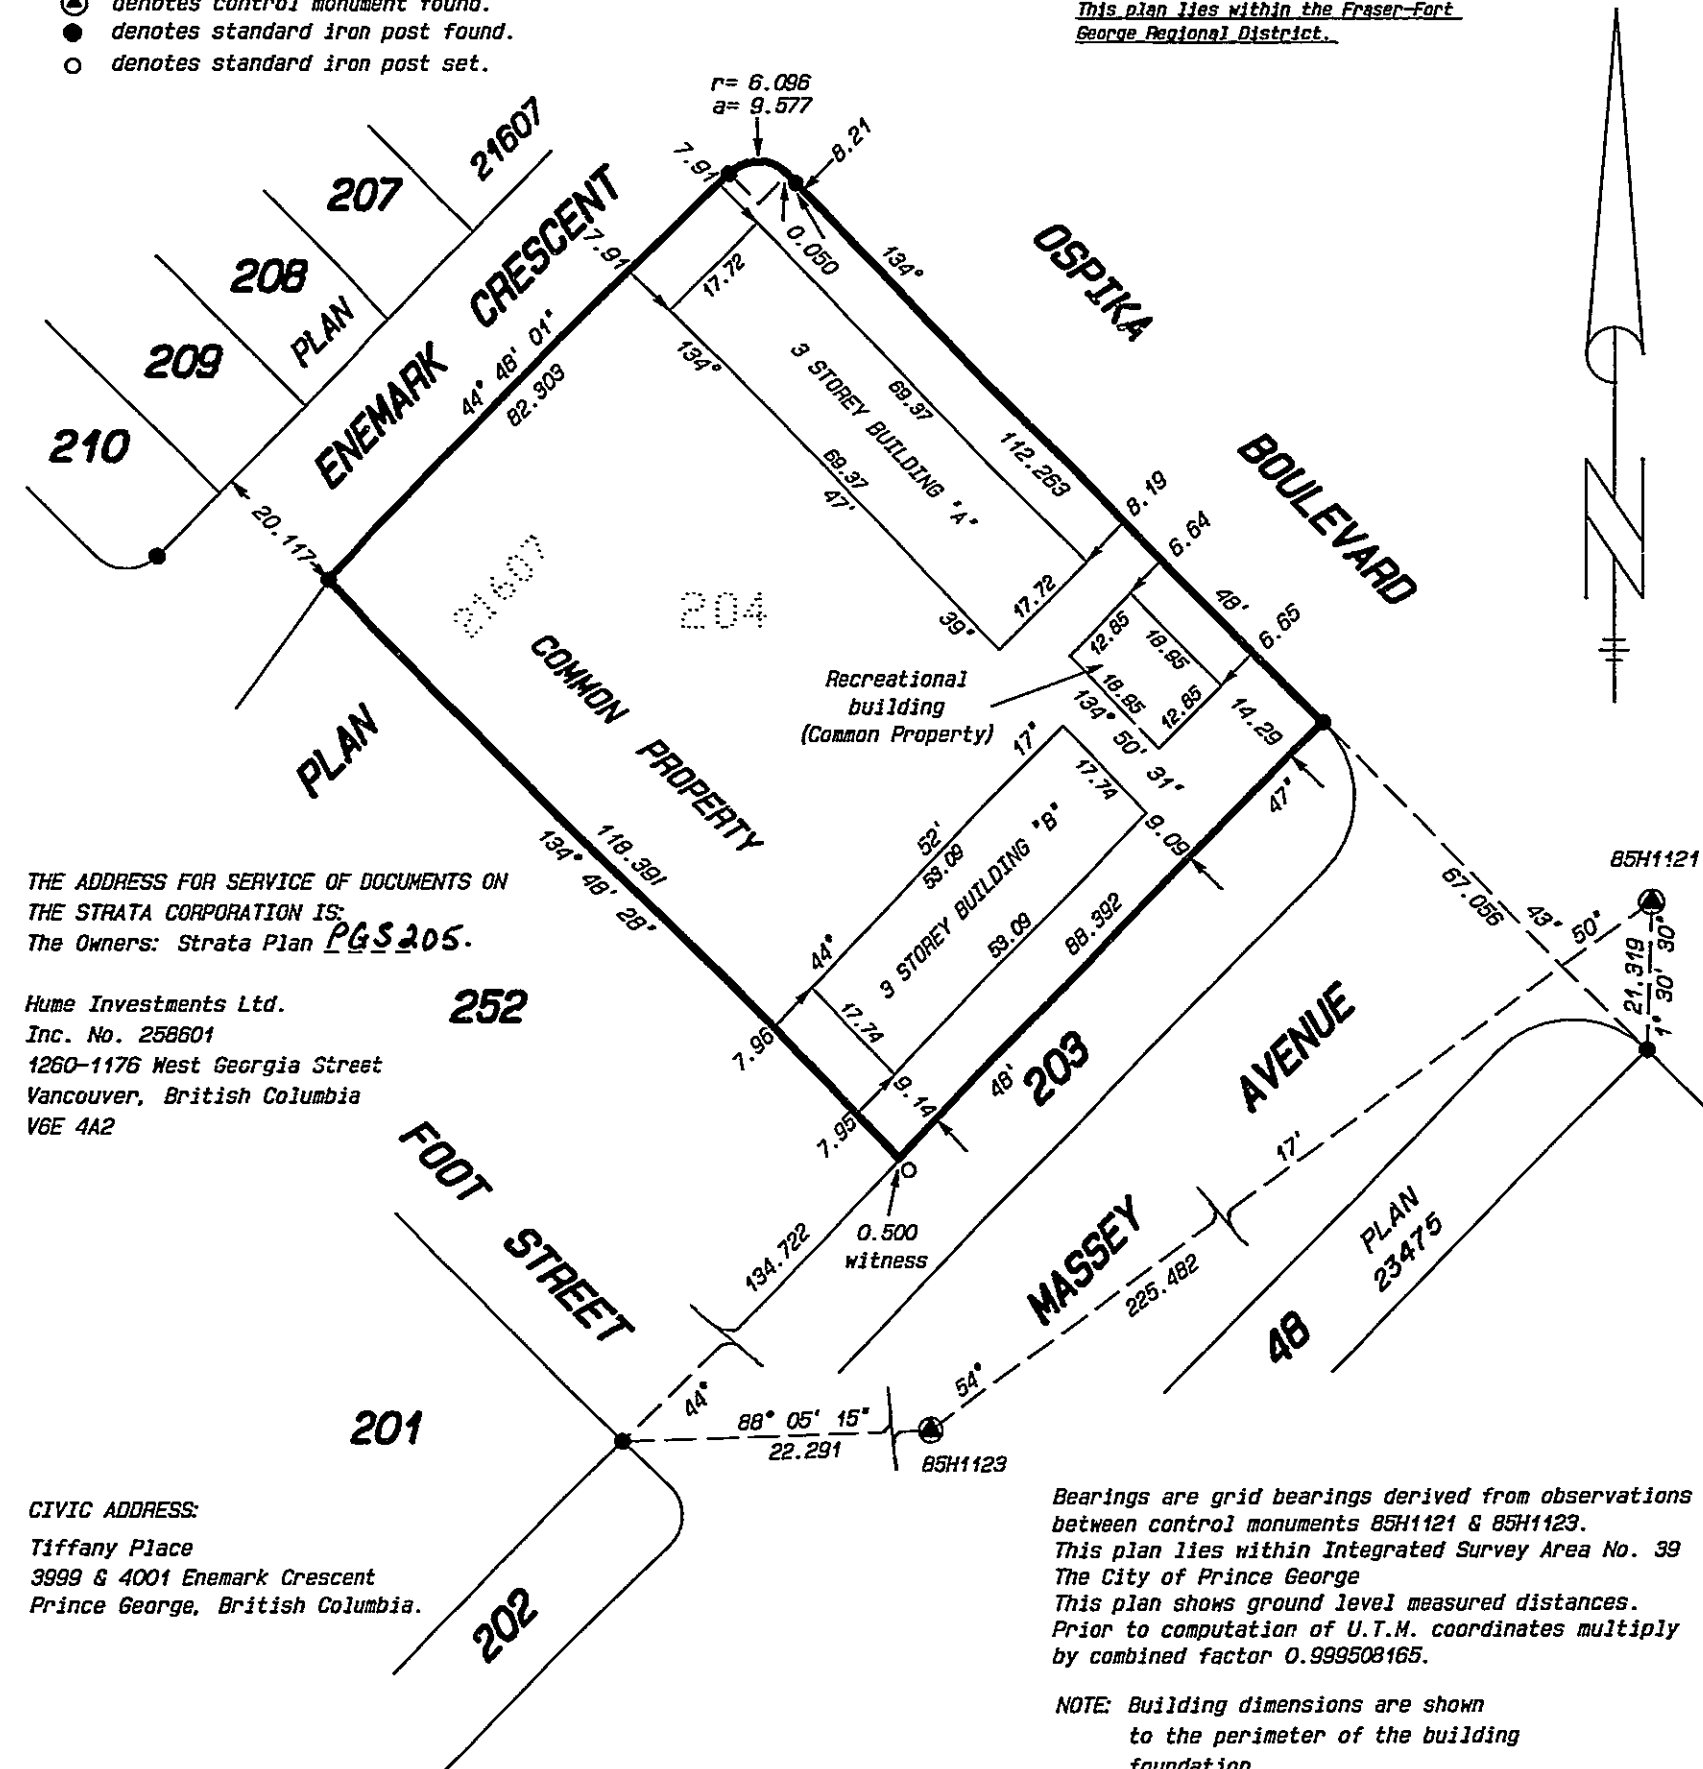 denotes control monument found.
denotes standard iron post found.
denotes standard iron post set.
This plan lies within the Fraser-Fort
George Regional District.
r= 6.096
a= 9.577
7.91
8.21
0.050
134°
207
21607
208
209
210
PLAN
ENEMARK CRESCENT
44° 48' 01"
82.303
7.91
17.72
134°
69.37
3 STOREY BUILDING "A"
69.37
47'
39"
17.72
112.263
OSPIKA
BOULEVARD
8.19
6.64
48'
6.65
20.117
21607
204
COMMON PROPERTY
Recreational
building
(Common Property)
12.85
18.95
18.95
12.85
134° 50' 31"
14.29
47"
PLAN
134° 48' 28"
118.391
17"
17.74
52'
53.09
3 STOREY BUILDING "B"
53.09
9.09
88.392
44°
17.74
7.96
7.95
9.14
48'
203
0.500
witness
THE ADDRESS FOR SERVICE OF DOCUMENTS ON
THE STRATA CORPORATION IS:
The Owners: Strata Plan PGS205.
Hume Investments Ltd.
Inc. No. 258601
1260-1176 West Georgia Street
Vancouver, British Columbia
V6E 4A2
252
85H1121
67.056
43°
50"
21.319
1° 30' 30"
MASSEY AVENUE
17'
225.482
54°
PLAN
23475
48
FOOT STREET
134.722
44°
88° 05' 15"
22.291
85H1123
201
202
CIVIC ADDRESS:
Tiffany Place
3999 & 4001 Enemark Crescent
Prince George, British Columbia.
Bearings are grid bearings derived from observations
between control monuments 85H1121 & 85H1123.
This plan lies within Integrated Survey Area No. 39
The City of Prince George
This plan shows ground level measured distances.
Prior to computation of U.T.M. coordinates multiply
by combined factor 0.999508165.
NOTE: Building dimensions are shown
to the perimeter of the building
foundation